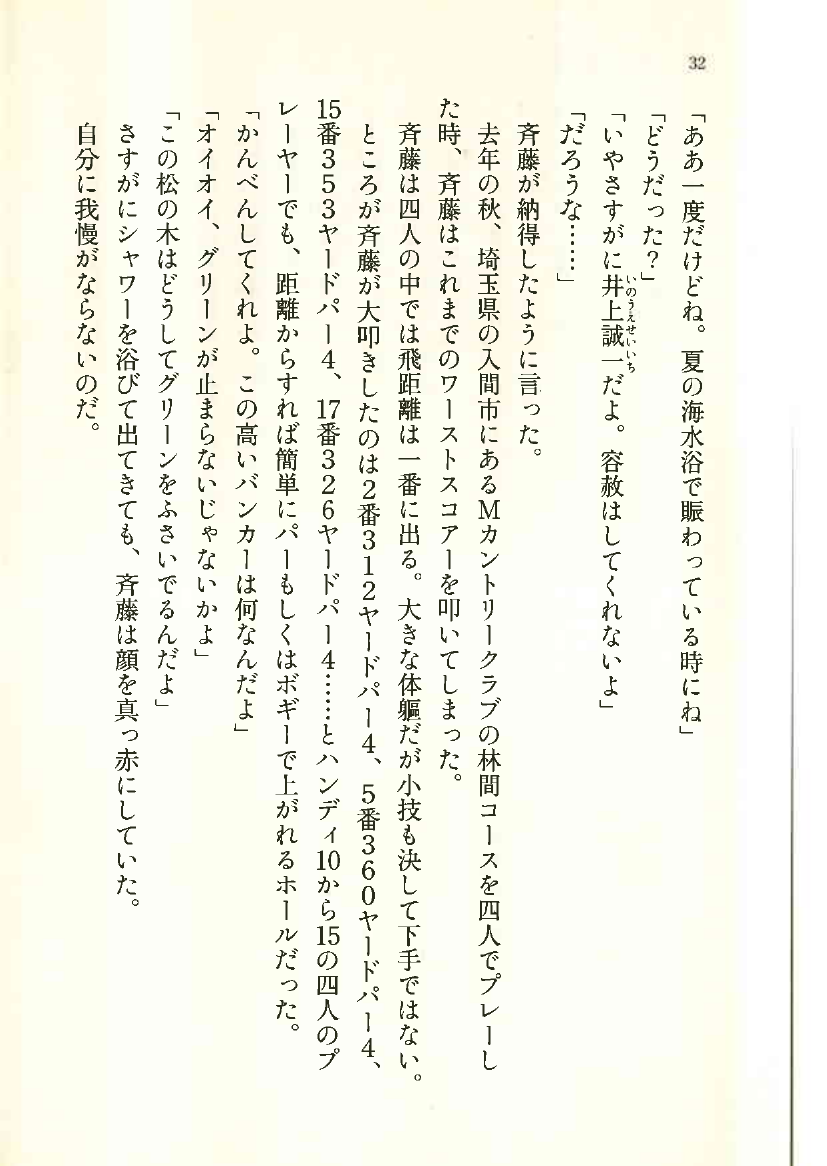 32
「ああ一度だけどね。夏の海水浴で賑わっている時にね」
「どうだった？」
「いやさすがに井上誠一だよ。容赦はしてくれないよ」
いのうえせいいち
「だろうな……」
斉藤が納得したように言った。
去年の秋、埼玉県の入間市にあるＭカントリークラブの林間コースを四人でプレーし
た時、斉藤はこれまでのワーストスコアーを叩いてしまった。
斉藤は四人の中では飛距離は一番に出る。大きな体軀だが小技も決して下手ではない。
ところが斉藤が大叩きしたのは２番３１２ヤードパー４、５番３６０ヤードパー４、
15番３５３ヤードパー４、17番３２６ヤードパー４……とハンディ10から15の四人のプ
レーヤーでも、距離からすれば簡単にパーもしくはボギーで上がれるホールだった。
「かんべんしてくれよ。この高いバンカーは何なんだよ」
「オイオイ、グリーンが止まらないじゃないかよ」
「この松の木はどうしてグリーンをふさいでるんだよ」
さすがにシャワーを浴びて出てきても、斉藤は顔を真っ赤にしていた。
自分に我慢がならないのだ。